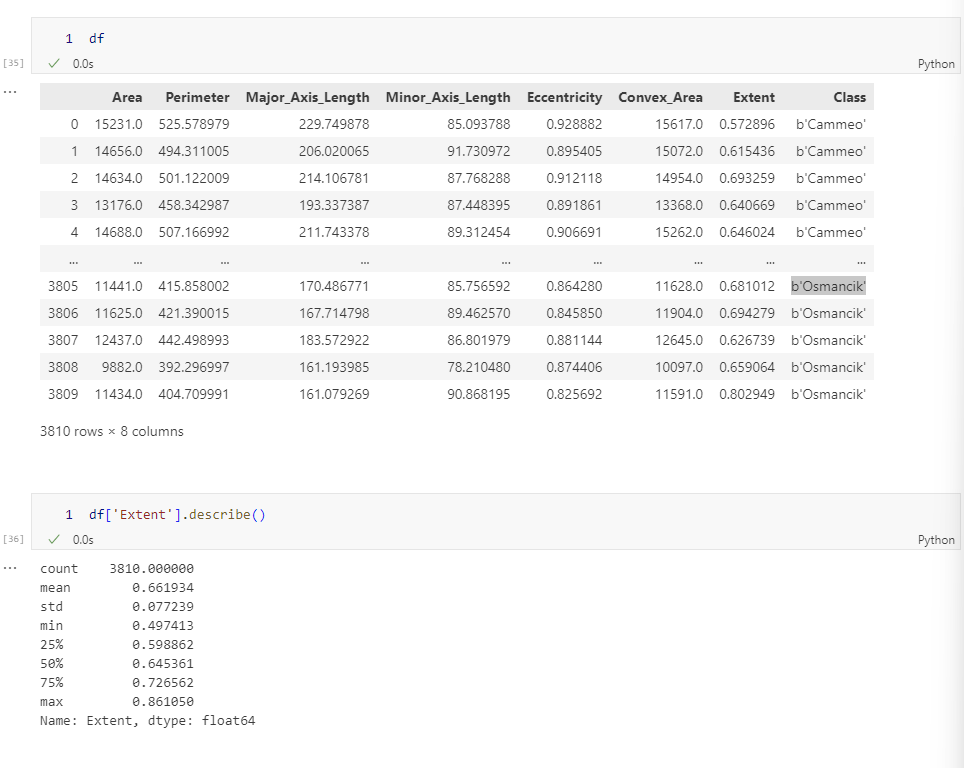 1 df
[35] ✓ 0.0s Python
...
Area Perimeter Major_Axis_Length Minor_Axis_Length Eccentricity Convex_Area Extent Class
0 15231.0 525.578979 229.749878 85.093788 0.928882 15617.0 0.572896 b'Cammeo'
1 14656.0 494.311005 206.020065 91.730972 0.895405 15072.0 0.615436 b'Cammeo'
2 14634.0 501.122009 214.106781 87.768288 0.912118 14954.0 0.693259 b'Cammeo'
3 13176.0 458.342987 193.337387 87.448395 0.891861 13368.0 0.640669 b'Cammeo'
4 14688.0 507.166992 211.743378 89.312454 0.906691 15262.0 0.646024 b'Cammeo'
... ... ... ... ... ... ... ... ...
3805 11441.0 415.858002 170.486771 85.756592 0.864280 11628.0 0.681012 b'Osmancik'
3806 11625.0 421.390015 167.714798 89.462570 0.845850 11904.0 0.694279 b'Osmancik'
3807 12437.0 442.498993 183.572922 86.801979 0.881144 12645.0 0.626739 b'Osmancik'
3808 9882.0 392.296997 161.193985 78.210480 0.874406 10097.0 0.659064 b'Osmancik'
3809 11434.0 404.709991 161.079269 90.868195 0.825692 11591.0 0.802949 b'Osmancik'
3810 rows × 8 columns
1 df['Extent'].describe()
[36] ✓ 0.0s Python
...
count 3810.000000
mean 0.661934
std 0.077239
min 0.497413
25% 0.598862
50% 0.645361
75% 0.726562
max 0.861050
Name: Extent, dtype: float64